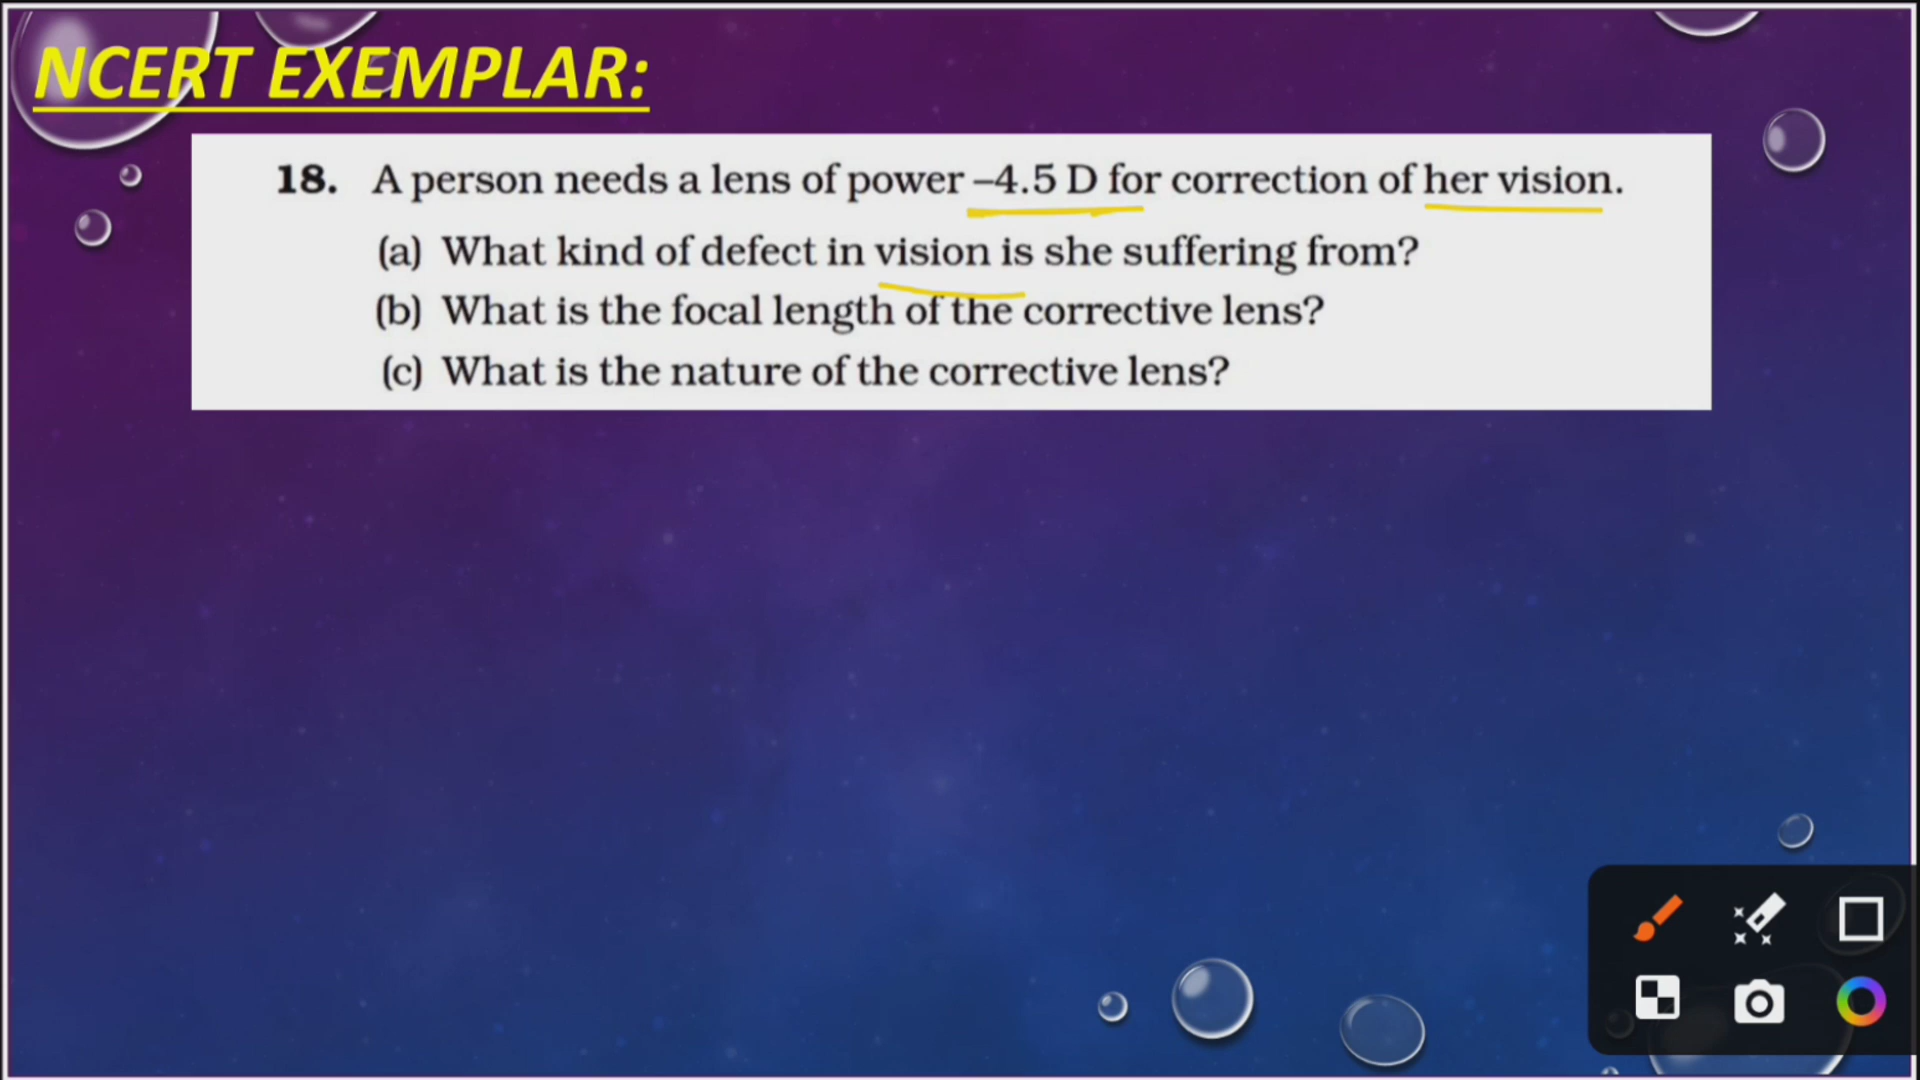 NCERT EXEMPLAR:
18. A person needs a lens of power –4.5 D for correction of her vision.
(a) What kind of defect in vision is she suffering from?
(b) What is the focal length of the corrective lens?
(c) What is the nature of the corrective lens?